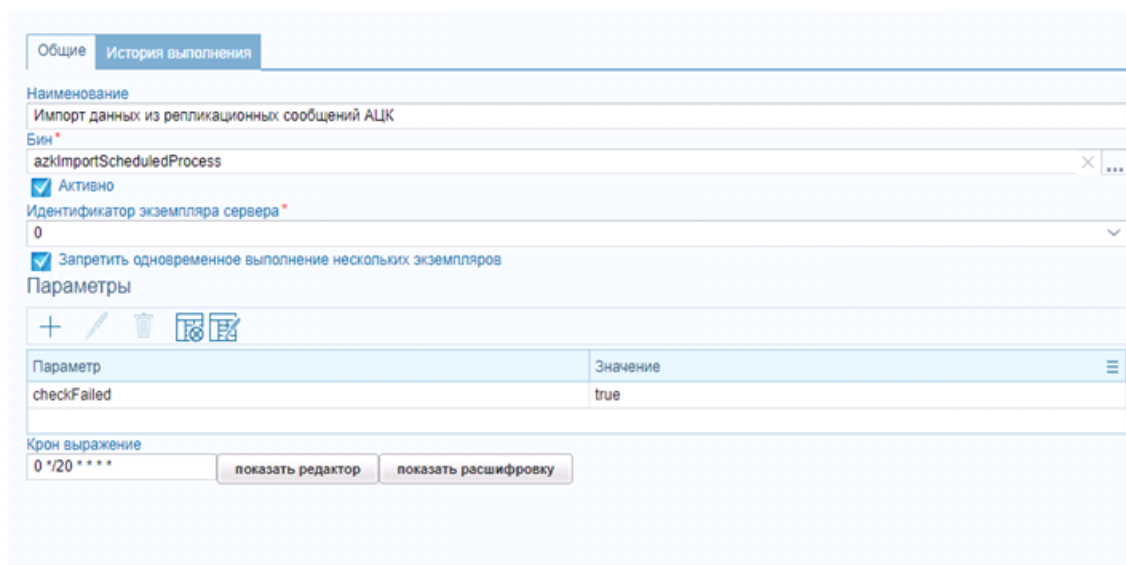 Общие История выполнения
Наименование
Импорт данных из репликационных сообщений АЦК
Бин*
azkImportScheduledProcess
Активно
Идентификатор экземпляра сервера*
0
Запретить одновременное выполнение нескольких экземпляров
Параметры
Параметр Значение
checkFailed true
Крон выражение
0 */20 * * * * показать редактор показать расшифровку